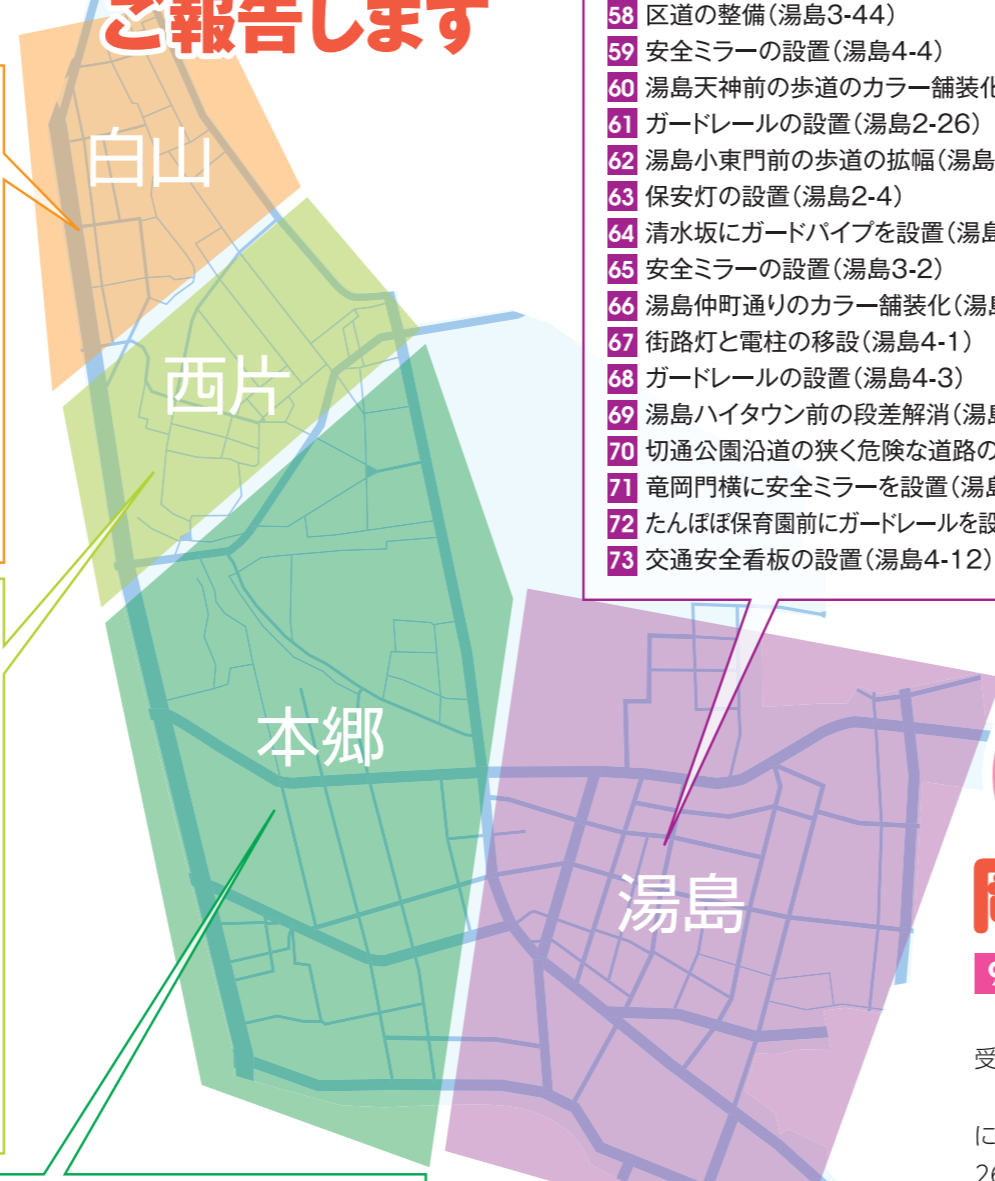 ご報告します
58 区道の整備（湯島3-44）
59 安全ミラーの設置（湯島4-4）
60 湯島天神前の歩道のカラー舗装化
61 ガードレールの設置（湯島2-26）
62 湯島小東門前の歩道の拡幅（湯島
63 保安灯の設置（湯島2-4）
64 清水坂にガードパイプを設置（湯島
65 安全ミラーの設置（湯島3-2）
66 湯島仲町通りのカラー舗装化（湯島
67 街路灯と電柱の移設（湯島4-1）
68 ガードレールの設置（湯島4-3）
69 湯島ハイタウン前の段差解消（湯島
70 切通公園沿道の狭く危険な道路の
71 竜岡門横に安全ミラーを設置（湯島
72 たんぽぽ保育園前にガードレールを設
73 交通安全看板の設置（湯島4-12）
白山
西片
本郷
湯島
受
に